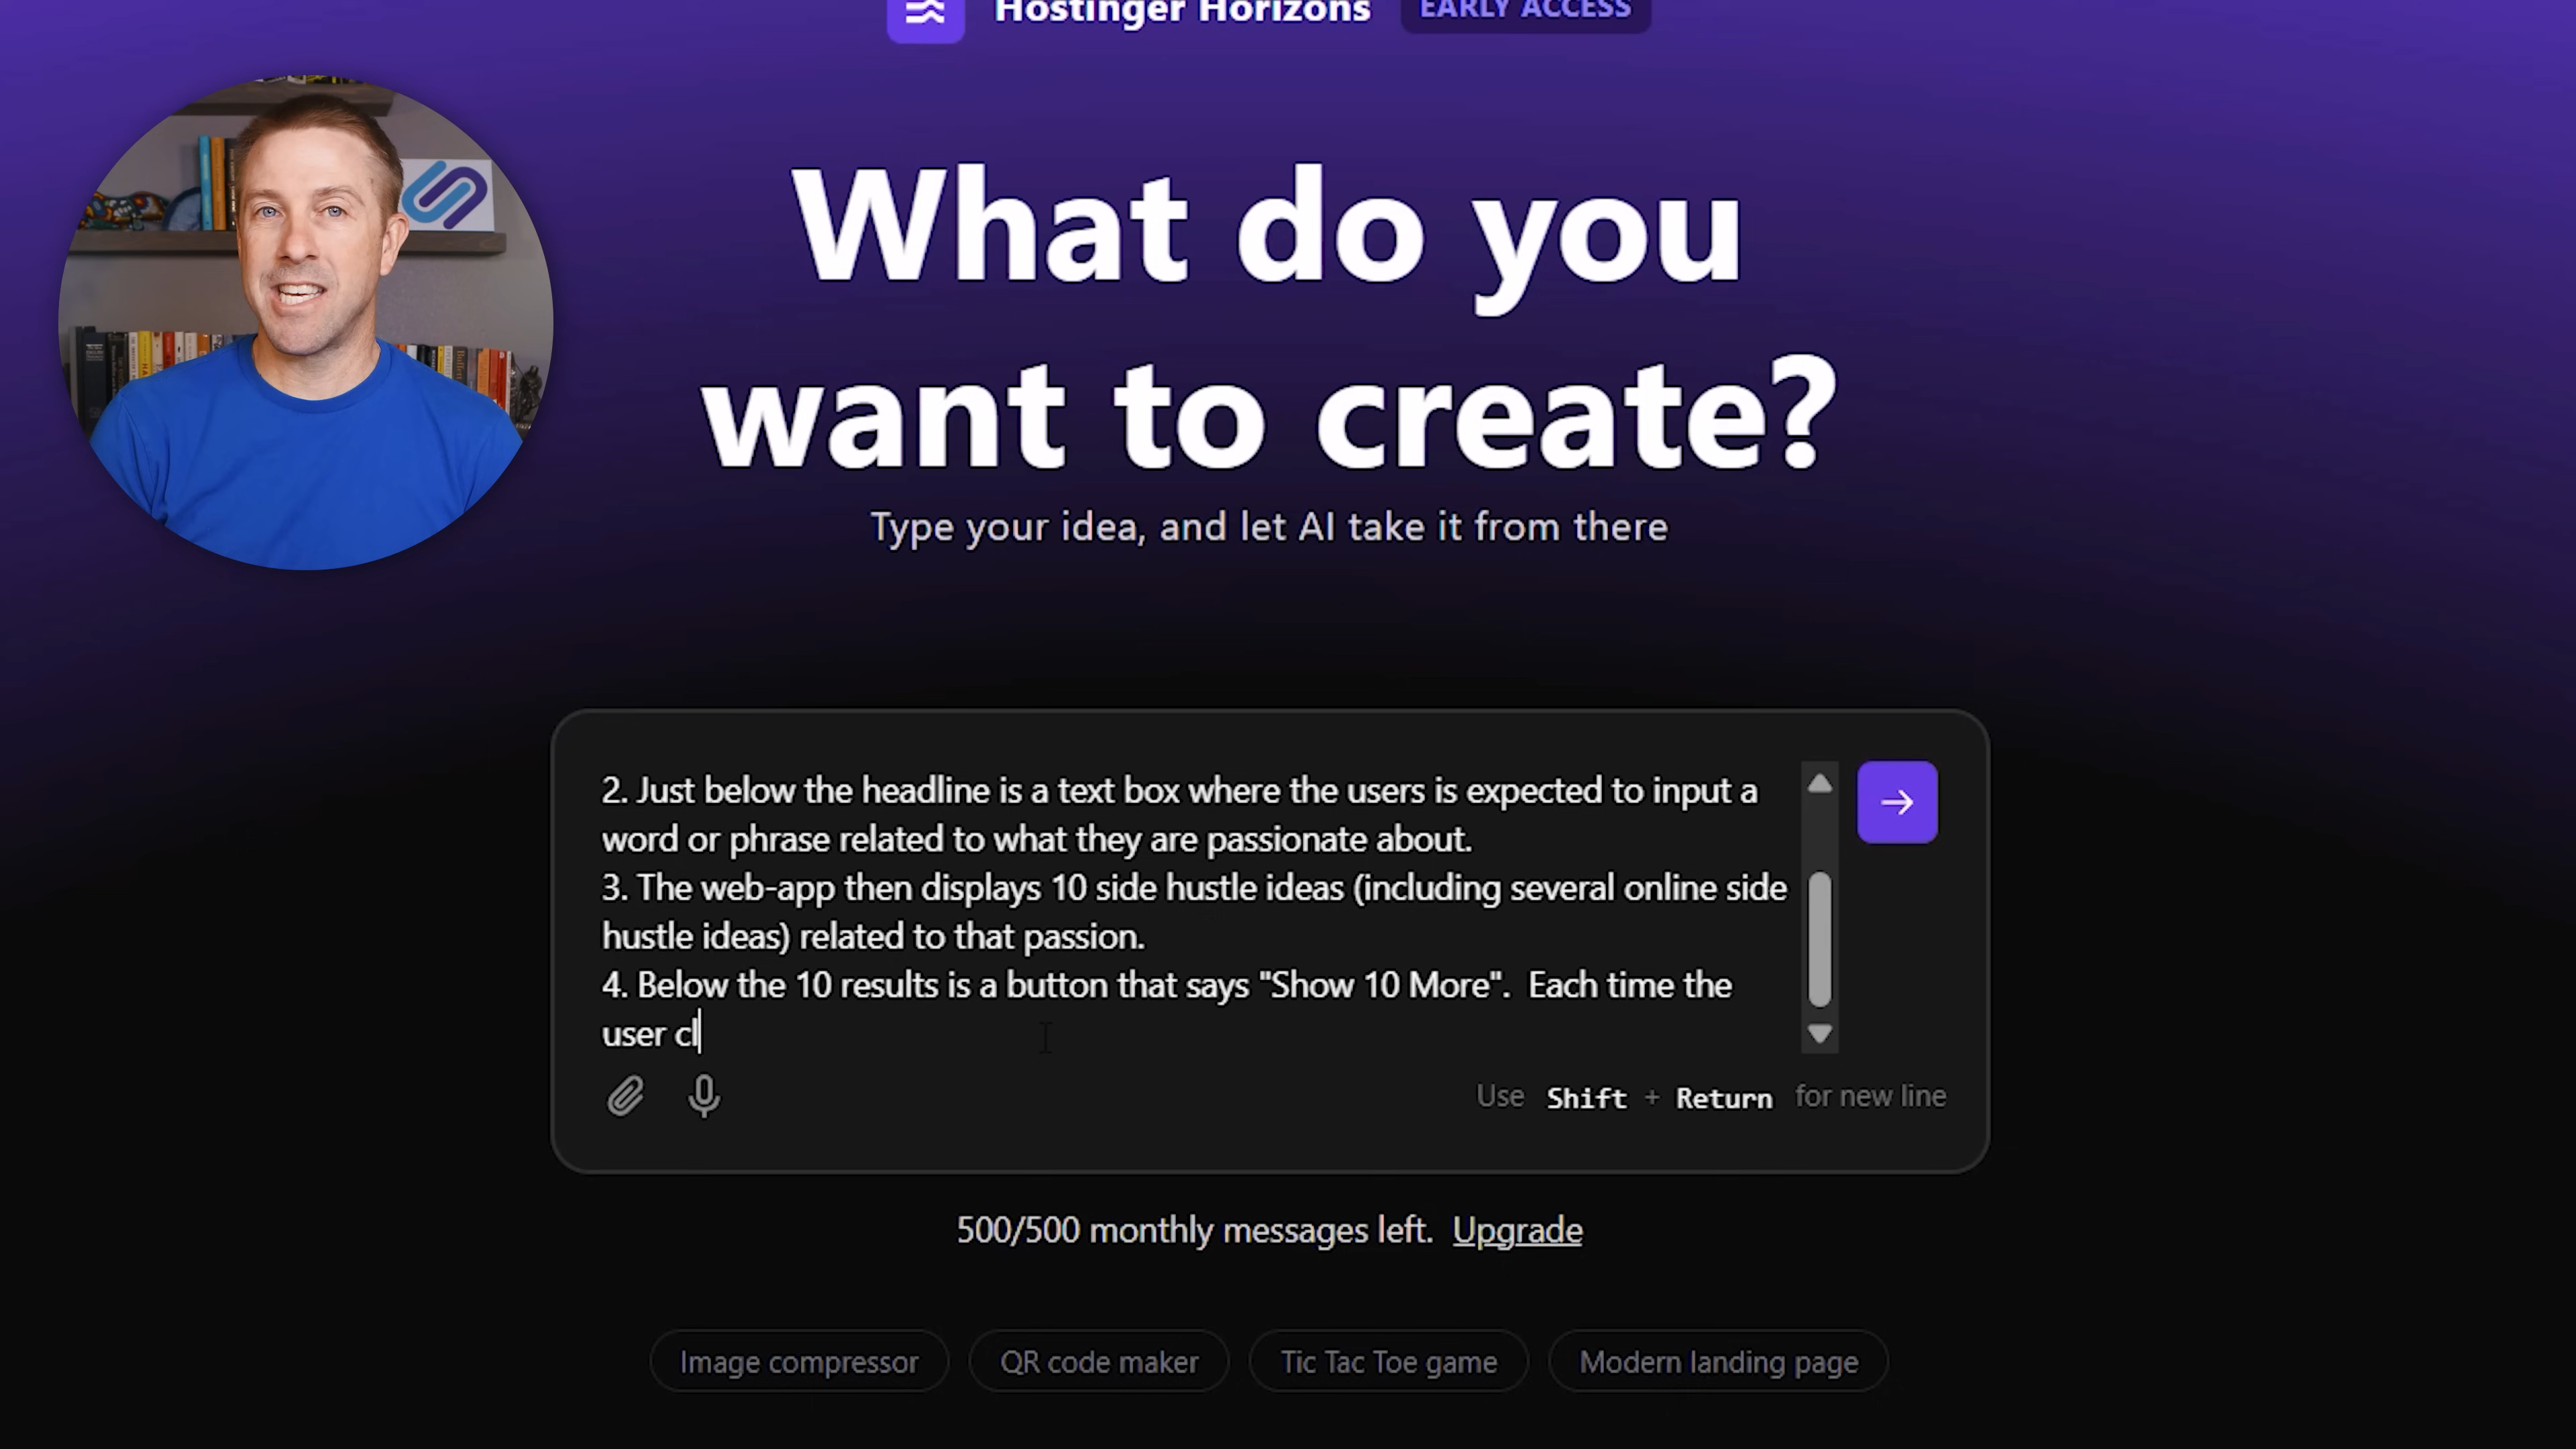 Hostinger Horizons
EARLY ACCESS
What do you
want to create?
Type your idea, and let AI take it from there
2. Just below the headline is a text box where the users is expected to input a
word or phrase related to what they are passionate about.
3. The web-app then displays 10 side hustle ideas (including several online side
hustle ideas) related to that passion.
4. Below the 10 results is a button that says "Show 10 More".  Each time the
user cl
Use Shift + Return for new line
500/500 monthly messages left. Upgrade
Image compressor
QR code maker
Tic Tac Toe game
Modern landing page